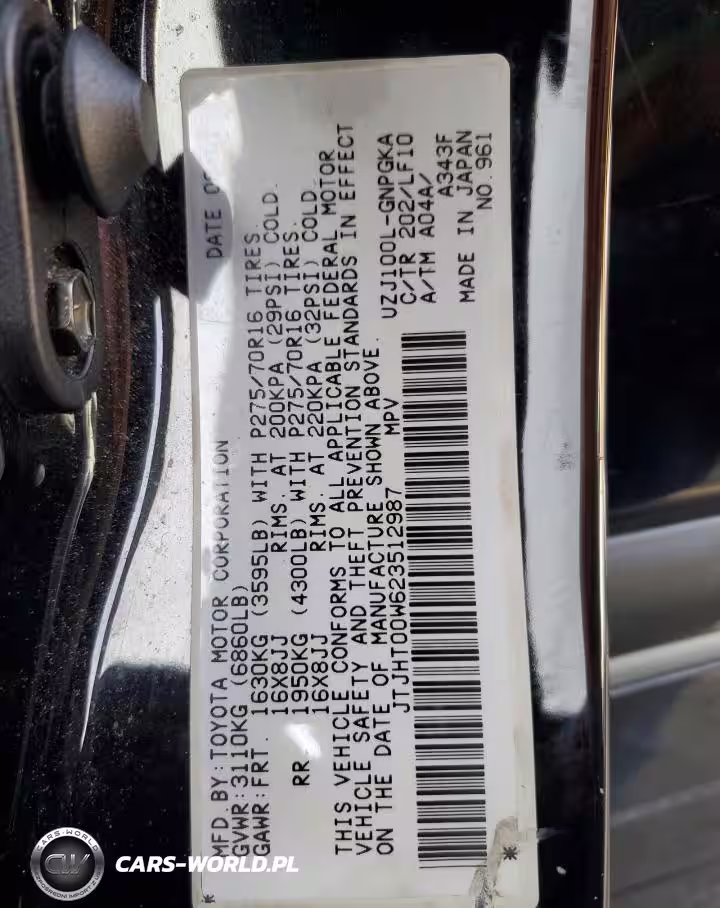 MFD.BY:TOYOTA MOTOR CORPORATION DATE
GVWR:3110KG (6860LB)
GAWR:FRT. 1630KG (3595LB) WITH P275/70R16 TIRES.
16X8JJ RIMS. AT 200KPA (29PSI) COLD.
RR. 1950KG (4300LB) WITH P275/70R16 TIRES.
16X8JJ RIMS. AT 220KPA (32PSI) COLD.
THIS VEHICLE CONFORMS TO ALL APPLICABLE FEDERAL MOTOR
VEHICLE SAFETY AND THEFT PREVENTION STANDARDS IN EFFECT
ON THE DATE OF MANUFACTURE SHOWN ABOVE.
JTJHT00W623512987 MPV
UZJ100L-GNPGKA
C/TR 202/LF10
A/TM A04A/
A343F
MADE IN JAPAN
NO.961
* *
CARS-WORLD
CW
CARS-WORLD.PL